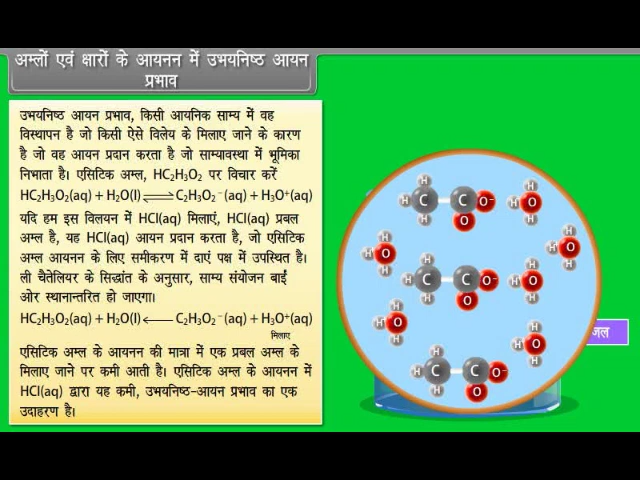 अम्लों एवं क्षारों के आयनन में उभयनिष्ठ आयन
प्रभाव
उभयनिष्ठ आयन प्रभाव, किसी आयनिक साम्य में वह
विस्थापन है जो किसी ऐसे विलेय के मिलाए जाने के कारण
है जो वह आयन प्रदान करता है जो साम्यावस्था में भूमिका
निभाता है। एसिटिक अम्ल, HC₂H₃O₂ पर विचार करें
HC₂H₃O₂(aq) + H₂O(l) ⇌ C₂H₃O₂⁻(aq) + H₃O⁺(aq)
यदि हम इस विलयन में HCl(aq) मिलाएं, HCl(aq) प्रबल
अम्ल है, यह HCl(aq) आयन प्रदान करता है, जो एसिटिक
अम्ल आयनन के लिए समीकरण में दाएं पक्ष में उपस्थित है।
ली चैतेलियर के सिद्धांत के अनुसार, साम्य संयोजन बाईं
ओर स्थानान्तरित हो जाएगा।
HC₂H₃O₂(aq) + H₂O(l) ⟵ C₂H₃O₂⁻(aq) + H₃O⁺(aq)
मिलाए
एसिटिक अम्ल के आयनन की मात्रा में एक प्रबल अम्ल के
मिलाए जाने पर कमी आती है। एसिटिक अम्ल के आयनन में
HCl(aq) द्वारा यह कमी, उभयनिष्ठ-आयन प्रभाव का एक
उदाहरण है।
H
H C C O⁻
H O
H H
O
H
H H
O
H
H H
O
H
H
H C C O⁻
H O
H H
O
H
H H
O
H
H H
O
H
H
H C C O⁻
H O
जल